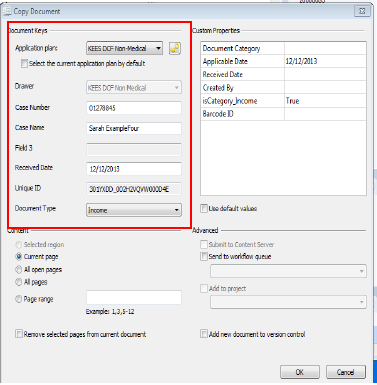 Copy Document
Document Keys
Application plan: KEES DCF Non-Medical
Select the current application plan by default
Drawer KEES DCF Non Medical
Case Number 01278845
Case Name Sarah ExampleFour
Field 3
Received Date 12/12/2013
Unique ID
Document Type Income
Custom Properties
Document Category
Applicable Date 12/12/2013
Received Date
Created By
isCategory_Income True
Barcode ID
Use default values
Content
Selected region
Current page
All open pages
All pages
Page range
Example: 1,3,5-12
Remove selected pages from current document
Advanced
Submit to Content Server
Send to workflow queue
Add to project
Add new document to version control
OK Cancel